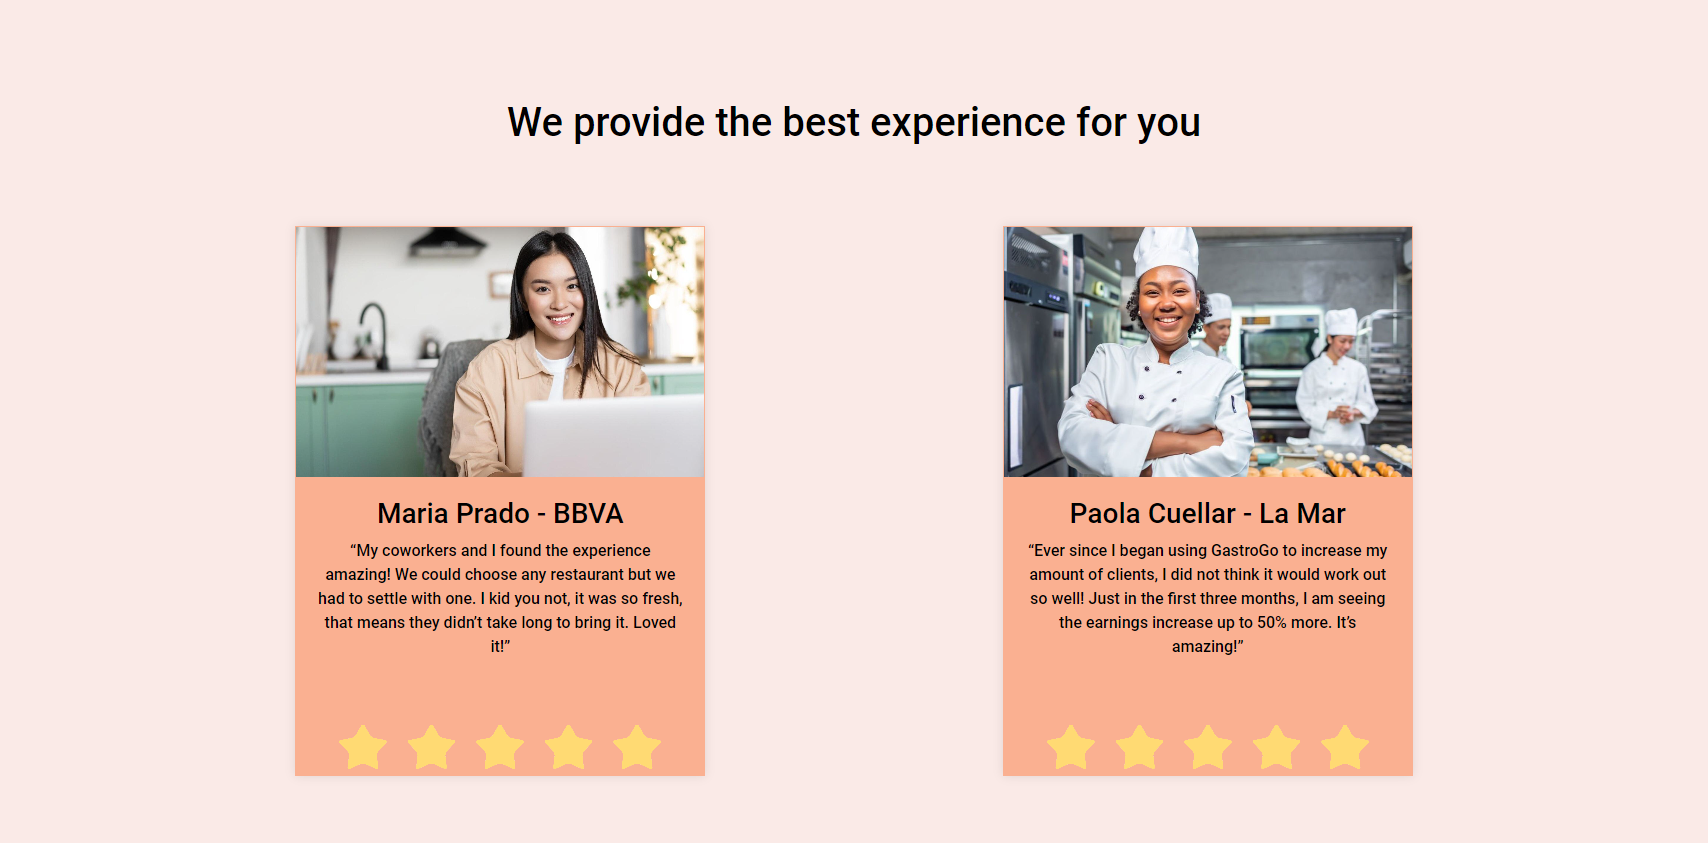 We provide the best experience for you
Maria Prado - BBVA
“My coworkers and I found the experience
amazing! We could choose any restaurant but we
had to settle with one. I kid you not, it was so fresh,
that means they didn’t take long to bring it. Loved
it!”
Paola Cuellar - La Mar
“Ever since I began using GastroGo to increase my
amount of clients, I did not think it would work out
so well! Just in the first three months, I am seeing
the earnings increase up to 50% more. It’s
amazing!”